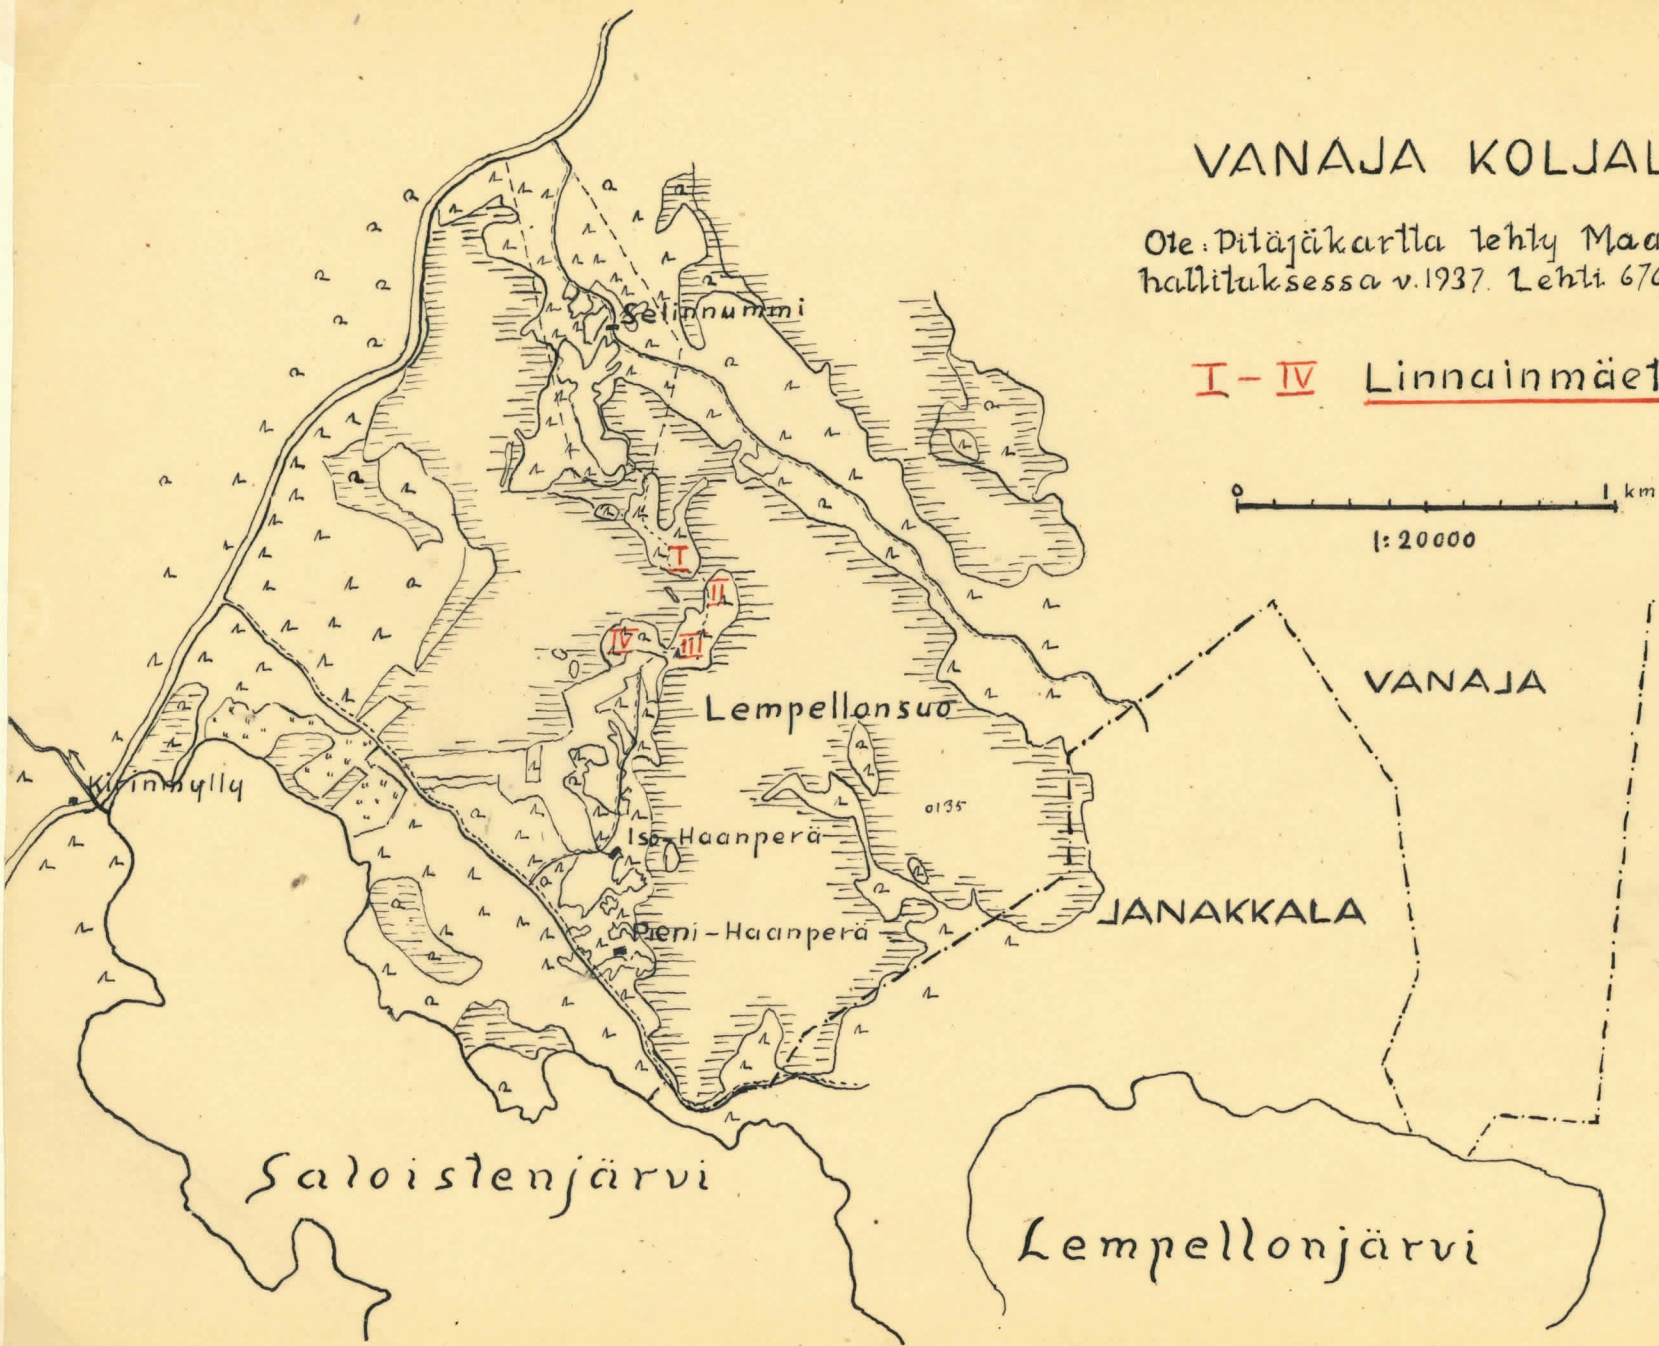 VANAJA KOLJAL
Ote: Pitäjäkartta tehty Maa
hallituksessa v. 1937. Lehti 676
I - IV Linnainmäet
0 1 km
1:20000
Selinnummi
I
II
IV III
Lempellonsuo
VANAJA
Kirinmylly
0135
Iso-Haanperä
JANAKKALA
Pieni-Haanperä
Saloistenjärvi
Lempellonjärvi